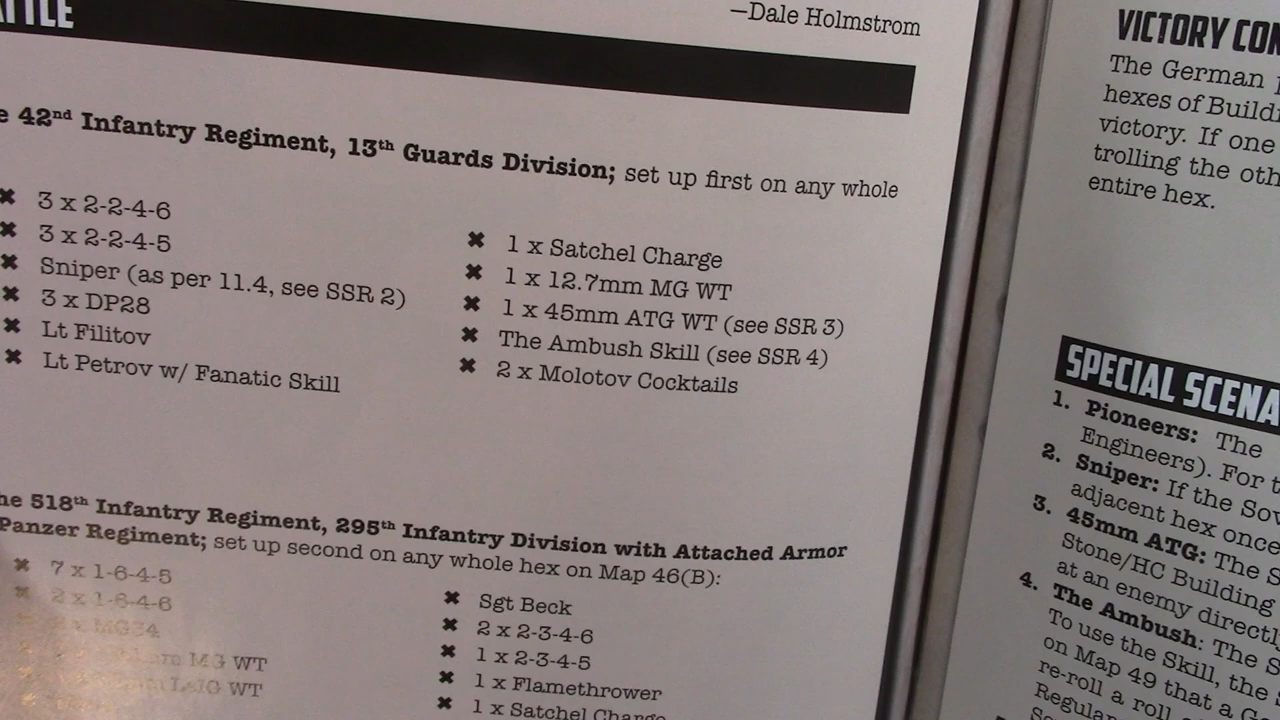 —Dale Holmstrom
42nd Infantry Regiment, 13th Guards Division; set up first on any whole
3 x 2-2-4-6
3 x 2-2-4-5
Sniper (as per 11.4, see SSR 2)
3 x DP28
Lt Filitov
Lt Petrov w/ Fanatic Skill
1 x Satchel Charge
1 x 12.7mm MG WT
1 x 45mm ATG WT (see SSR 3)
The Ambush Skill (see SSR 4)
2 x Molotov Cocktails
518th Infantry Regiment, 295th Infantry Division with Attached Armor
Panzer Regiment; set up second on any whole hex on Map 46(B):
7 x 1-6-4-5
2 x 1-6-4-6
MG34
MG WT
WT
Sgt Beck
2 x 2-3-4-6
1 x 2-3-4-5
1 x Flamethrower
1 x Satchel Charge
VICTORY
The German
hexes of
victory. If one
trolling the
entire hex.
SPECIAL
1. Pioneers: The
Engineers). For
2. Sniper: If the
adjacent hex once
3. 45mm ATG: The
Stone/HC Building
at an enemy
4. The Ambush: The
To use the Skill, the
on Map 49 that a
re-roll a roll